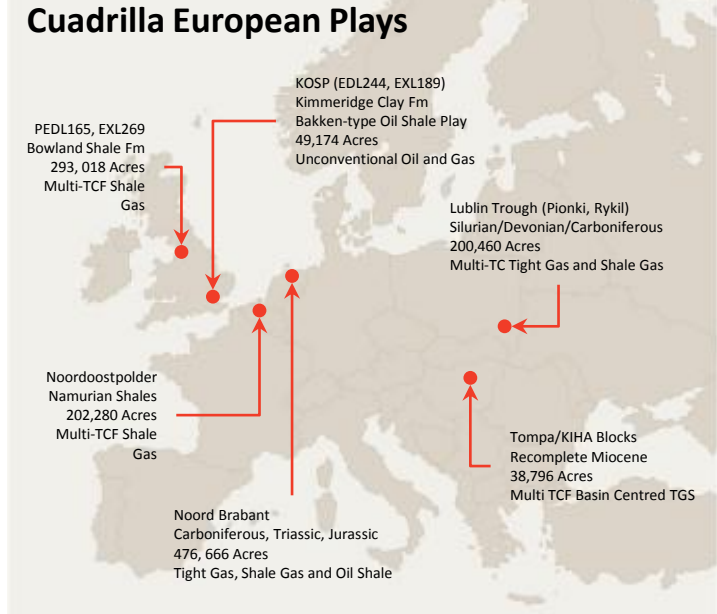 Cuadrilla European Plays
KOSP (EDL244, EXL189)
Kimmeridge Clay Fm
Bakken-type Oil Shale Play
49,174 Acres
Unconventional Oil and Gas
PEDL165, EXL269
Bowland Shale Fm
293, 018 Acres
Multi-TCF Shale
Gas
Lublin Trough (Pionki, Rykil)
Silurian/Devonian/Carboniferous
200,460 Acres
Multi-TC Tight Gas and Shale Gas
Noordoostpolder
Namurian Shales
202,280 Acres
Multi-TCF Shale
Gas
Tompa/KIHA Blocks
Recomplete Miocene
38,796 Acres
Multi TCF Basin Centred TGS
Noord Brabant
Carboniferous, Triassic, Jurassic
476, 666 Acres
Tight Gas, Shale Gas and Oil Shale